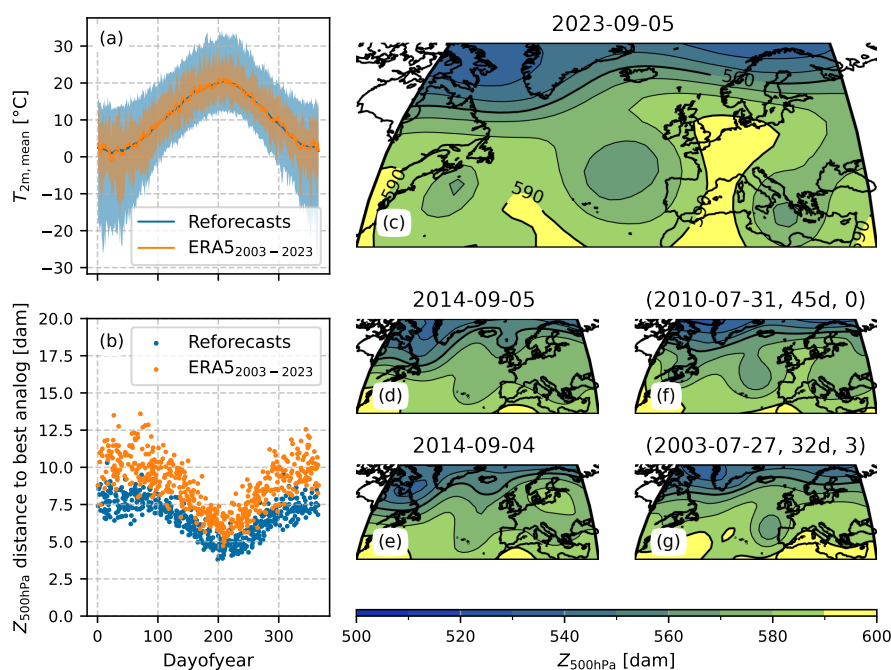 2023-09-05
(a)
30
20
10
0
−10
−20
−30
T2m, mean [°C]
Reforecasts
ERA52003−2023
560
590
590
590
590
600
(c)
(b)
20.0
17.5
15.0
12.5
10.0
7.5
5.0
2.5
0.0
Z500hPa distance to best analog [dam]
Reforecasts
ERA52003−2023
0
100
200
300
Dayofyear
2014-09-05
(d)
(2010-07-31, 45d, 0)
(f)
2014-09-04
(e)
(2003-07-27, 32d, 3)
(g)
500
520
540
560
580
600
Z500hPa [dam]